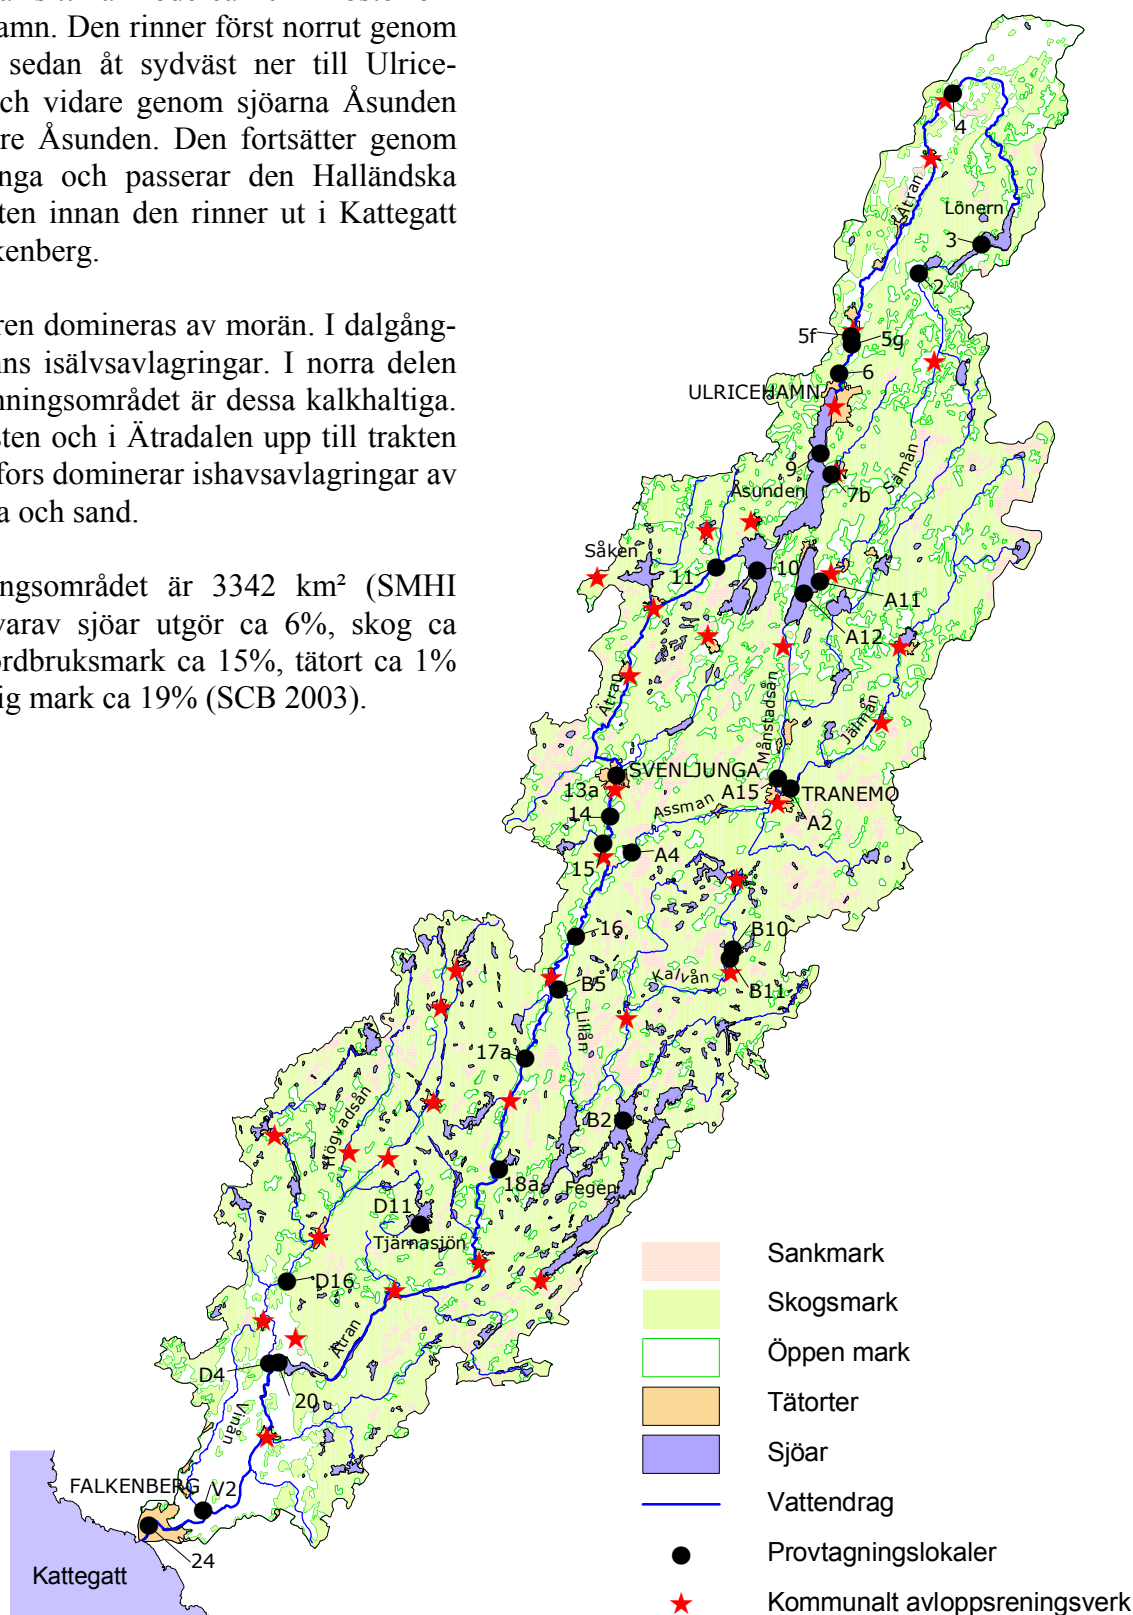 amn. Den rinner först norrut genom
sedan åt sydväst ner till Ulrice-
ch vidare genom sjöarna Åsunden
re Åsunden. Den fortsätter genom
nga och passerar den Halländska
ten innan den rinner ut i Kattegatt
kenberg.
ren domineras av morän. I dalgång-
ns isälvsavlagringar. I norra delen
nningsområdet är dessa kalkhaltiga.
sten och i Ätradalen upp till trakten
fors dominerar ishavsavlagringar av
a och sand.
ngsområdet är 3342 km² (SMHI
varav sjöar utgör ca 6%, skog ca
ordbruksmark ca 15%, tätort ca 1%
ig mark ca 19% (SCB 2003).
4
Ätran
Lönern
3
2
5f
5g
6
ULRICEHAMN
9
7b
Åsunden
Sämån
Såken
11
10
A11
A12
Ätran
Månstadsån
Jälmån
SVENLJUNGA
13a
A15
TRANEMO
14
Assman
A2
15
A4
16
B10
Kalvån
B11
B5
Lillån
17a
Högvadsån
B2
18a
Fegen
D11
Tjärnasjön
D16
Ätran
D4
20
Vinån
FALKENBERG
V2
24
Kattegatt
Sankmark
Skogsmark
Öppen mark
Tätorter
Sjöar
Vattendrag
Provtagningslokaler
Kommunalt avloppsreningsverk